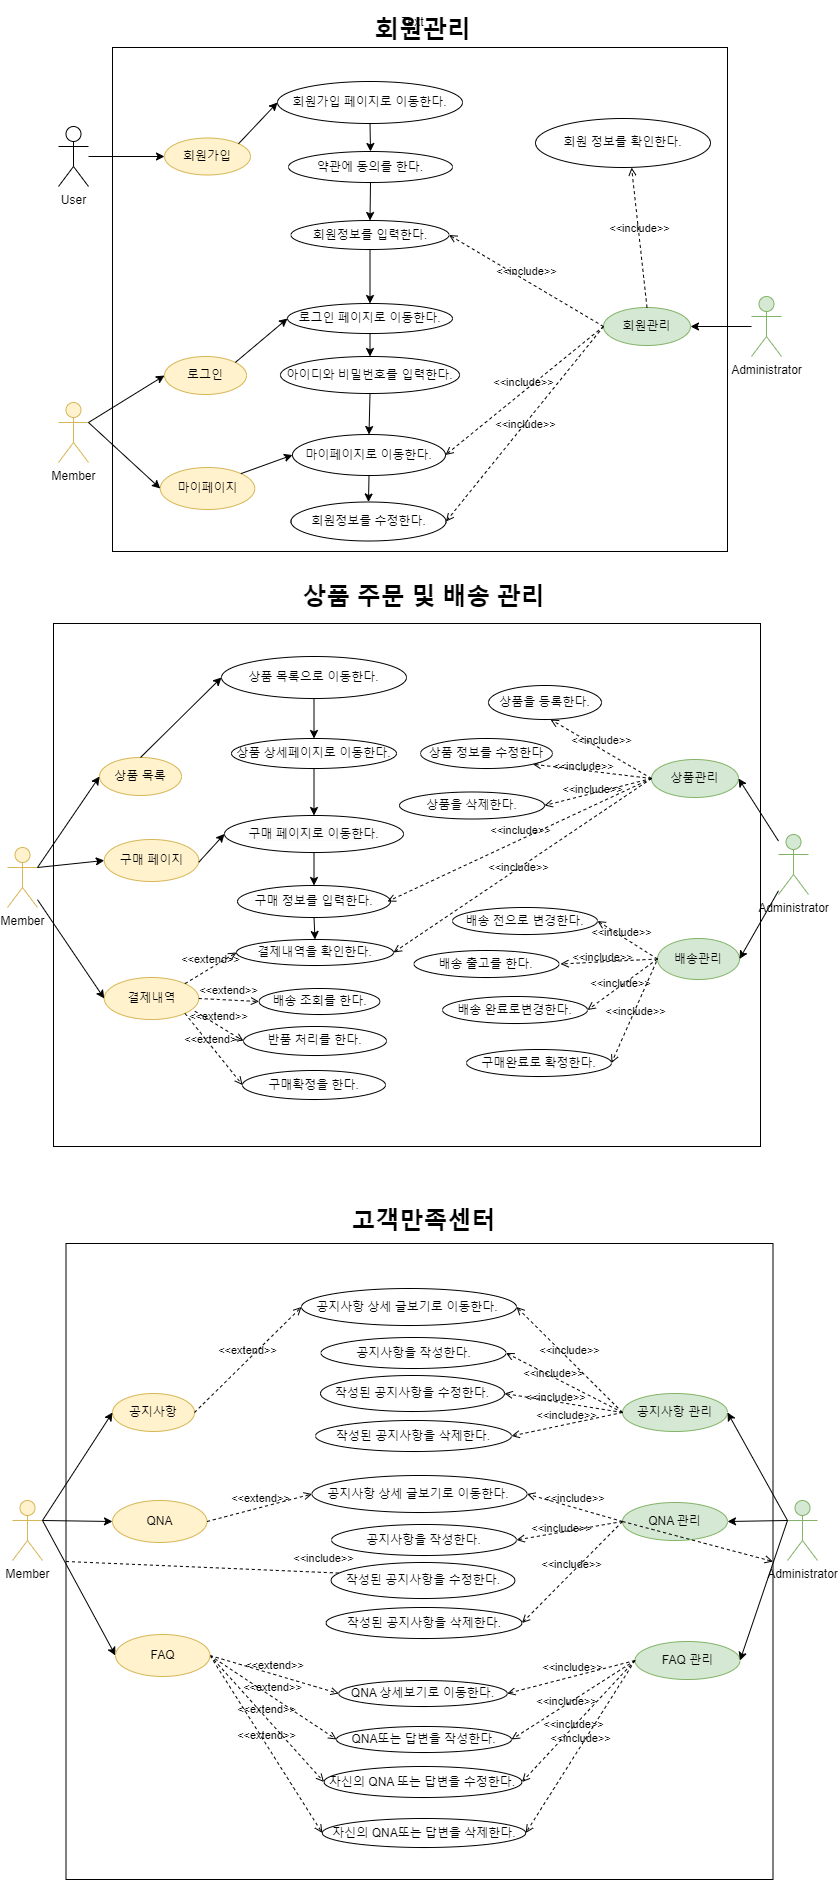 회원관리
회원가입 페이지로 이동한다.
회원 정보를 확인한다.
회원가입
약관에 동의를 한다.
User
<<include>>
회원정보를 입력한다.
<<include>>
로그인 페이지로 이동한다.
회원관리
로그인
아이디와 비밀번호를 입력한다.
<<include>>
Administrator
<<include>>
마이페이지로 이동한다.
Member
마이페이지
회원정보를 수정한다.
상품 주문 및 배송 관리
상품 목록으로 이동한다.
상품을 등록한다.
<<include>>
상품 상세페이지로 이동한다.
상품 정보를 수정한다
<<include>>
상품 목록
상품관리
<<include>>
상품을 삭제한다.
구매 페이지로 이동한다.
<<include>>
구매 페이지
<<include>>
구매 정보를 입력한다.
Member
Administrator
배송 전으로 변경한다.
<<include>>
결제내역을 확인한다.
<<extend>>
배송 출고를 한다.
<<include>>
배송관리
<<include>>
<<extend>>
결제내역
배송 조회를 한다.
배송 완료로변경한다.
<<include>>
<<extend>>
<<extend>>
반품 처리를 한다.
구매완료로 확정한다.
구매확정을 한다.
고객만족센터
공지사항 상세 글보기로 이동한다.
<<extend>>
공지사항을 작성한다.
<<include>>
<<include>>
작성된 공지사항을 수정한다.
<<include>>
공지사항
공지사항 관리
<<include>>
작성된 공지사항을 삭제한다.
공지사항 상세 글보기로 이동한다.
<<extend>>
<<include>>
QNA
QNA 관리
<<include>>
공지사항을 작성한다.
<<include>>
<<include>>
Member
Administrator
작성된 공지사항을 수정한다.
작성된 공지사항을 삭제한다.
FAQ
FAQ 관리
<<extend>>
<<include>>
<<extend>>
QNA 상세보기로 이동한다.
<<include>>
<<extend>>
<<include>>
<<extend>>
QNA또는 답변을 작성한다.
<<include>>
자신의 QNA 또는 답변을 수정한다.
자신의 QNA또는 답변을 삭제한다.